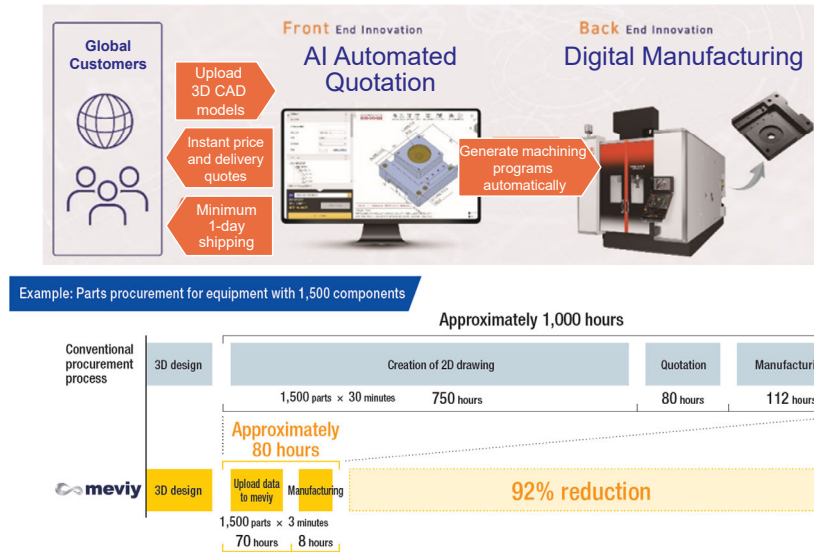 Front End Innovation
Back End Innovation
Global
Customers
AI Automated
Quotation
Digital Manufacturing
Upload
3D CAD
models
Instant price
and delivery
quotes
Minimum
1-day
shipping
Generate machining
programs
automatically
Example: Parts procurement for equipment with 1,500 components
Approximately 1,000 hours
Conventional
procurement
process
3D design
Creation of 2D drawing
Quotation
Manufacturi
1,500 parts × 30 minutes 750 hours
80 hours
112 hours
Approximately
80 hours
meviy
3D design
Upload data
to meviy
Manufacturing
92% reduction
1,500 parts × 3 minutes
70 hours
8 hours